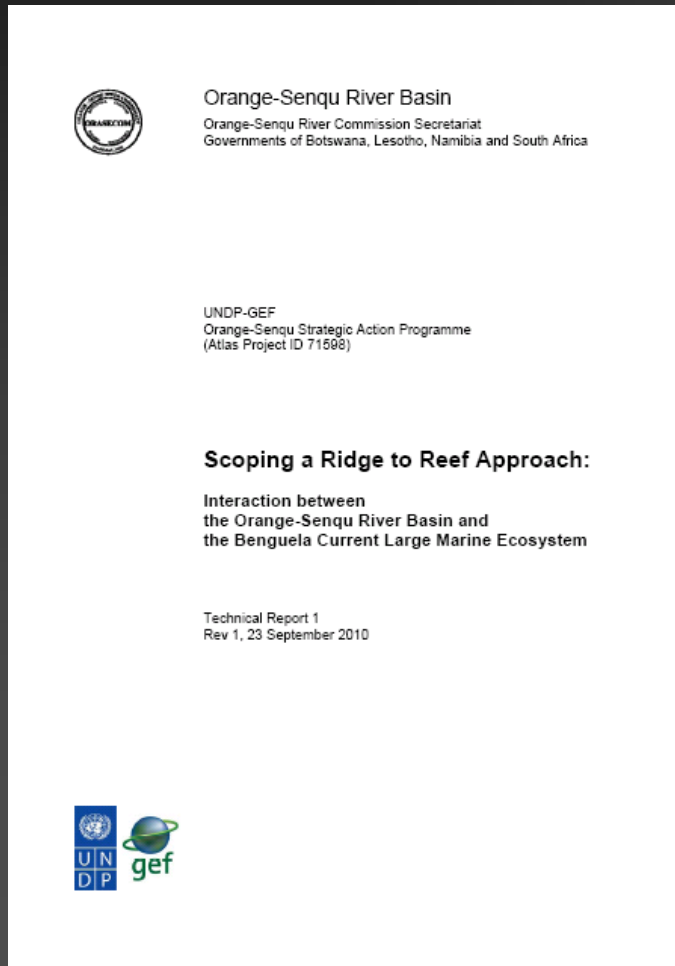 ORASECOM
Orange-Senqu River Basin
Orange-Senqu River Commission Secretariat
Governments of Botswana, Lesotho, Namibia and South Africa
UNDP-GEF
Orange-Senqu Strategic Action Programme
(Atlas Project ID 71598)
Scoping a Ridge to Reef Approach:
Interaction between
the Orange-Senqu River Basin and
the Benguela Current Large Marine Ecosystem
Technical Report 1
Rev 1, 23 September 2010
U N
D P
gef